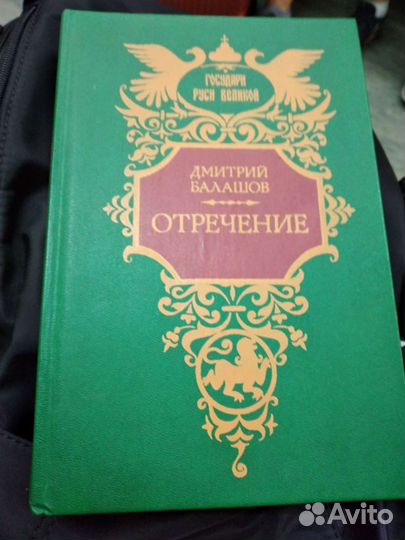 ГОСУДАРИ
РУСИ ВЕЛИКОЙ
ДМИТРИЙ
БАЛАШОВ
ОТРЕЧЕНИЕ
Avito